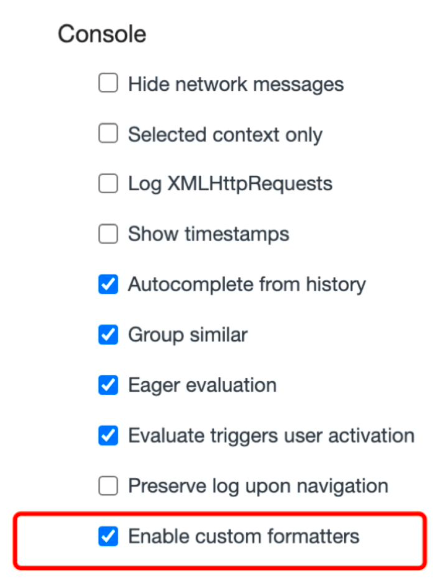 Console
Hide network messages
Selected context only
Log XMLHttpRequests
Show timestamps
Autocomplete from history
Group similar
Eager evaluation
Evaluate triggers user activation
Preserve log upon navigation
Enable custom formatters